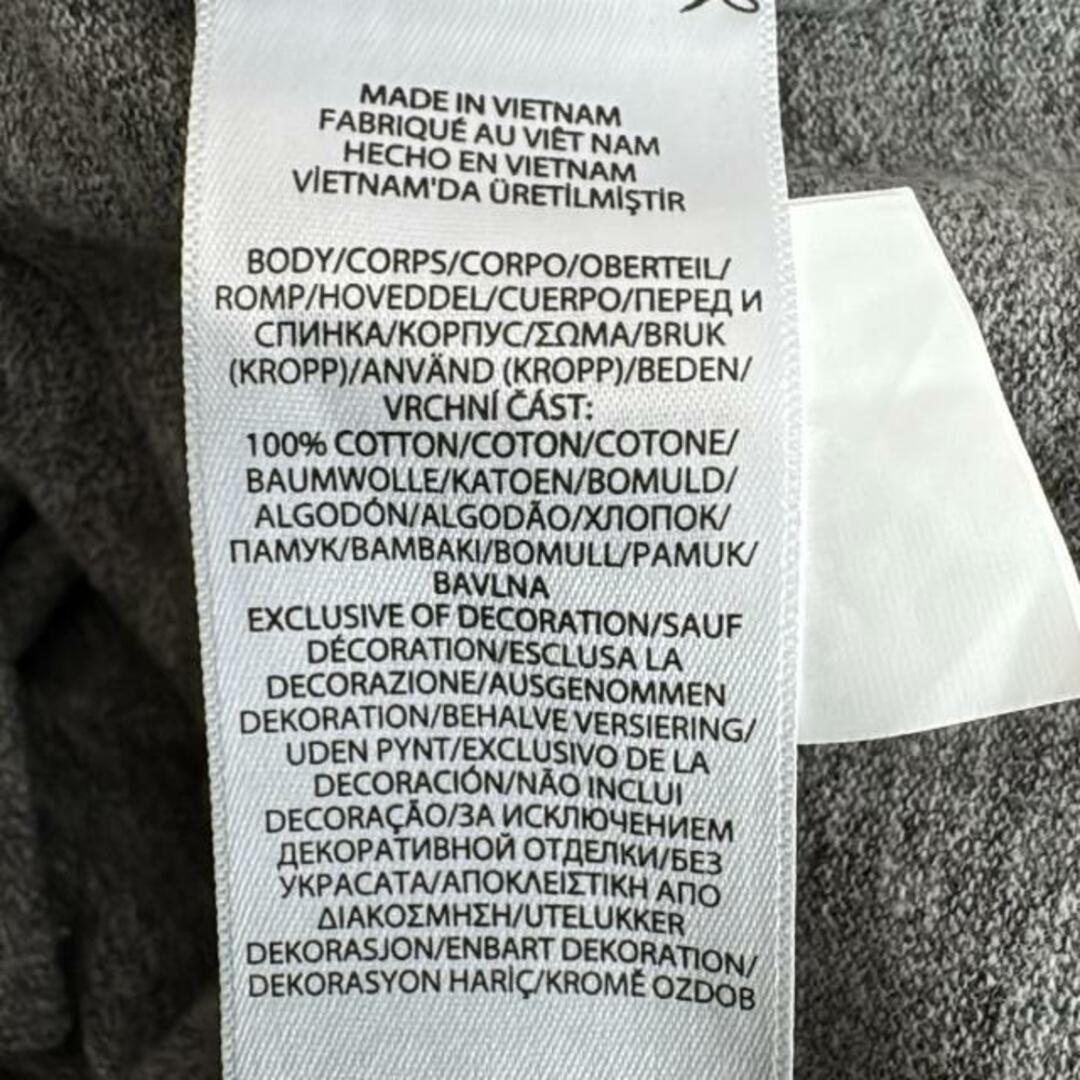 MADE IN VIETNAM
FABRIQUÉ AU VIÊT NAM
HECHO EN VIETNAM
VİETNAM'DA ÜRETİLMİŞTİR
BODY/CORPS/CORPO/OBERTEIL/
ROMP/HOVEDDEL/CUERPO/ПЕРЕД И
СПИНКА/КОРПУС/ΣΩΜΑ/BRUK
(KROPP)/ANVÄND (KROPP)/BEDEN/
VRCHNÍ ČÁST:
100% COTTON/COTON/COTONE/
BAUMWOLLE/KATOEN/BOMULD/
ALGODÓN/ALGODÃO/ХЛОПОК/
ПАМУК/ΒΑΜΒΑΚΙ/BOMULL/PAMUK/
BAVLNA
EXCLUSIVE OF DECORATION/SAUF
DÉCORATION/ESCLUSA LA
DECORAZIONE/AUSGENOMMEN
DEKORATION/BEHALVE VERSIERING/
UDEN PYNT/EXCLUSIVO DE LA
DECORACIÓN/NÃO INCLUI
DECORAÇÃO/ЗА ИСКЛЮЧЕНИЕМ
ДЕКОРАТИВНОЙ ОТДЕЛКИ/БЕЗ
УКРАСАТА/ΑΠΟΚΛΕΙΣΤΙΚΗ ΑΠΟ
ΔΙΑΚΟΣΜΗΣΗ/UTELUKKER
DEKORASJON/ENBART DEKORATION/
DEKORASYON HARİÇ/KROMĚ OZDOB